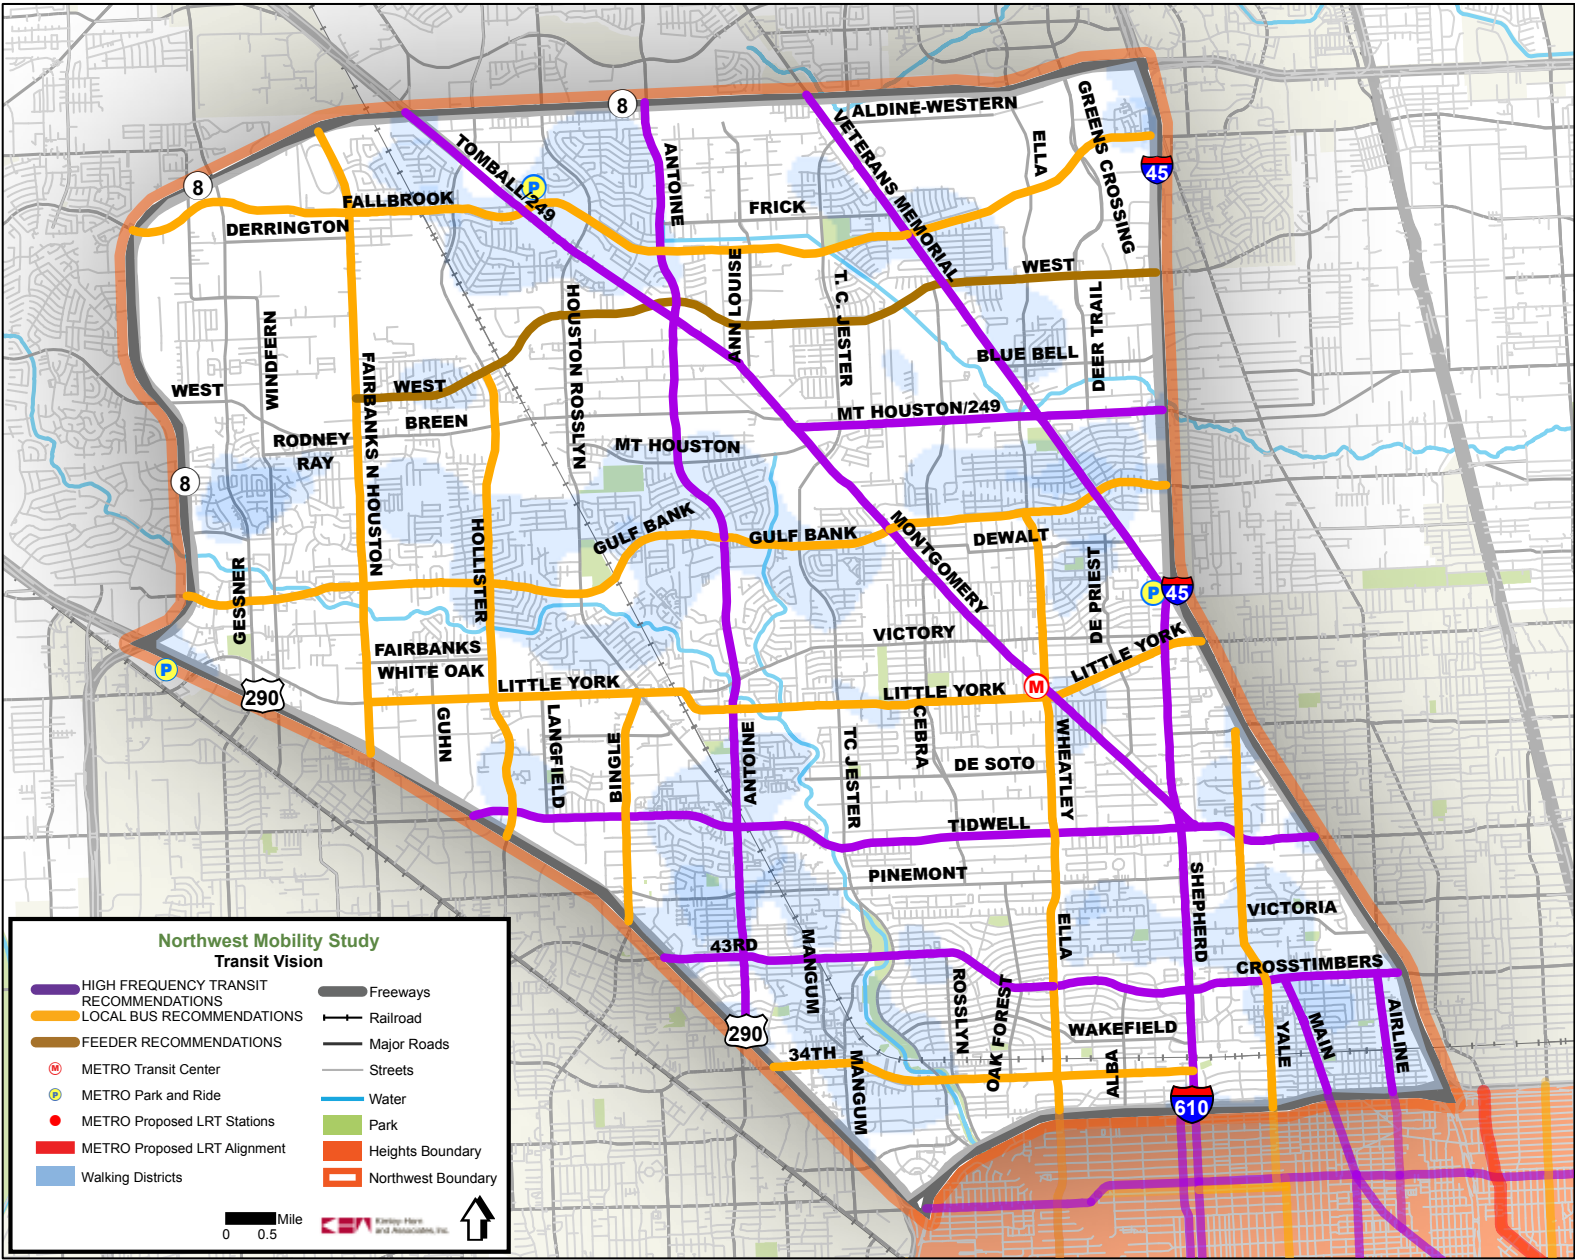 8
ALDINE-WESTERN
GREENS CROSSING
ELLA
VETERANS MEMORIAL
45
TOMBALL/249
ANTOINE
P
8
FALLBROOK
FRICK
DERRINGTON
ANN LOUISE
T. C. JESTER
WEST
DEER TRAIL
HOUSTON ROSSLYN
WINDFERN
FAIRBANKS N HOUSTON
BLUE BELL
WEST
WEST
BREEN
MT HOUSTON/249
RODNEY
RAY
MT HOUSTON
8
HOLLISTER
GULF BANK
GULF BANK
MONTGOMERY
DEWALT
DE PRIEST
P
45
GESSNER
VICTORY
LITTLE YORK
FAIRBANKS
WHITE OAK
P
290
LITTLE YORK
LITTLE YORK
M
GUHN
LANGFIELD
BINGLE
ANTOINE
TC JESTER
CEBRA
DE SOTO
WHEATLEY
TIDWELL
PINEMONT
SHEPHERD
VICTORIA
ELLA
43RD
MANGUM
CROSSTIMBERS
ROSSLYN
OAK FOREST
WAKEFIELD
YALE
MAIN
AIRLINE
290
34TH
MANGUM
ALBA
610
Northwest Mobility Study
Transit Vision
HIGH FREQUENCY TRANSIT
RECOMMENDATIONS
LOCAL BUS RECOMMENDATIONS
FEEDER RECOMMENDATIONS
M METRO Transit Center
P METRO Park and Ride
METRO Proposed LRT Stations
METRO Proposed LRT Alignment
Walking Districts
Freeways
Railroad
Major Roads
Streets
Water
Park
Heights Boundary
Northwest Boundary
Mile
0 0.5
Kimley-Horn
and Associates, Inc.